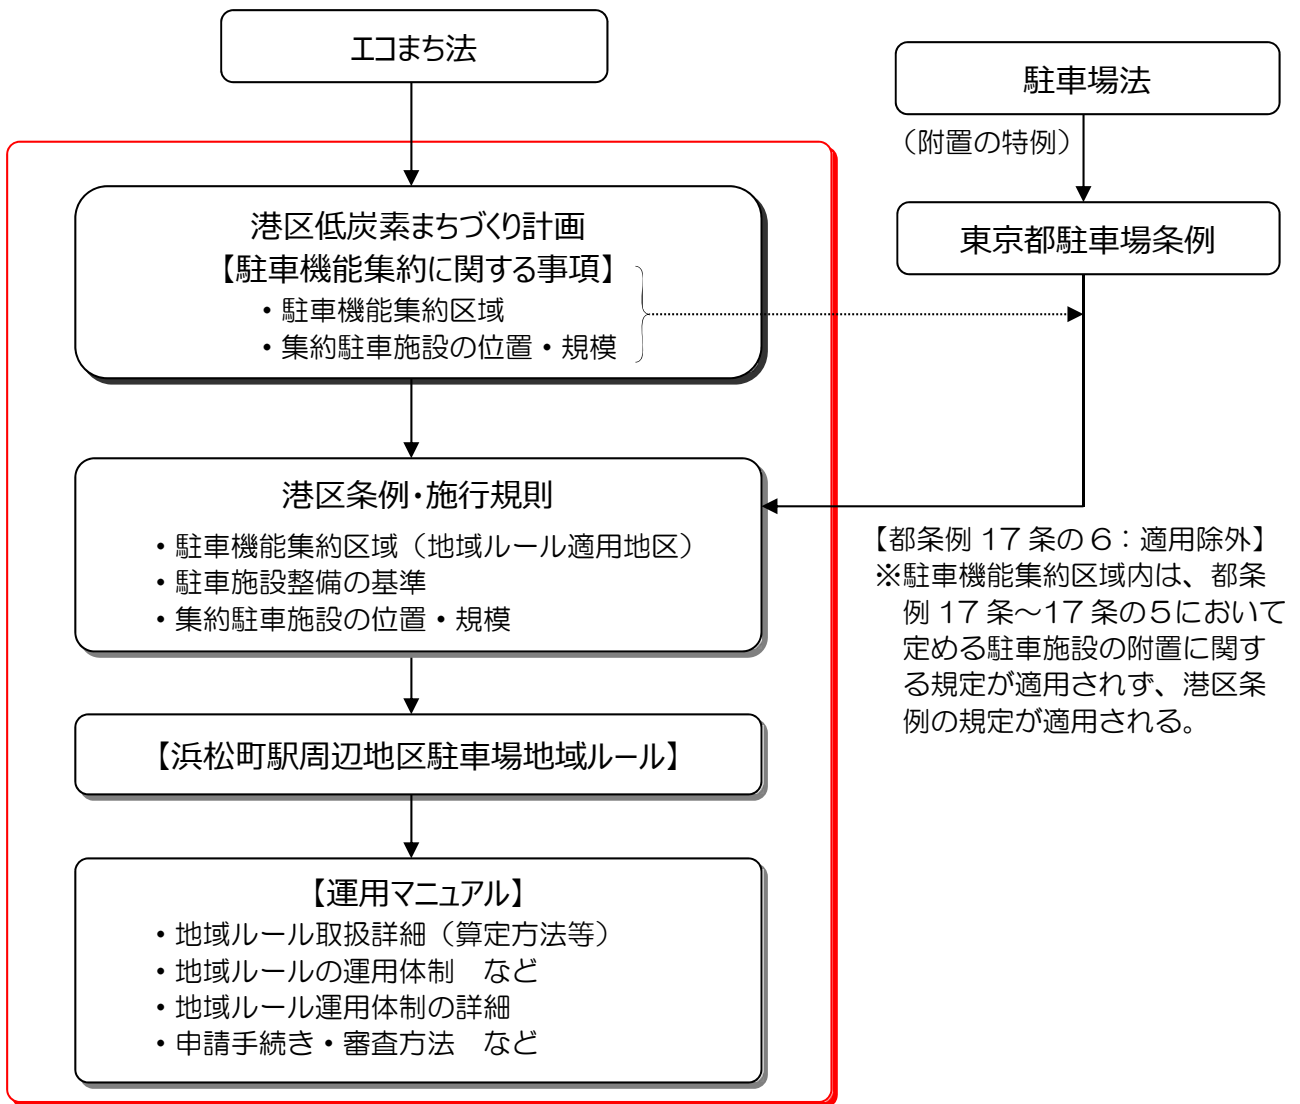 エコまち法
駐車場法
（附置の特例）
東京都駐車場条例
港区低炭素まちづくり計画
【駐車機能集約に関する事項】
・駐車機能集約区域
・集約駐車施設の位置・規模
港区条例・施行規則
・駐車機能集約区域（地域ルール適用地区）
・駐車施設整備の基準
・集約駐車施設の位置・規模
【都条例 17 条の 6：適用除外】
※駐車機能集約区域内は、都条
例 17 条～17 条の５において
定める駐車施設の附置に関す
る規定が適用されず、港区条
例の規定が適用される。
【浜松町駅周辺地区駐車場地域ルール】
【運用マニュアル】
・地域ルール取扱詳細（算定方法等）
・地域ルールの運用体制　など
・地域ルール運用体制の詳細
・申請手続き・審査方法　など